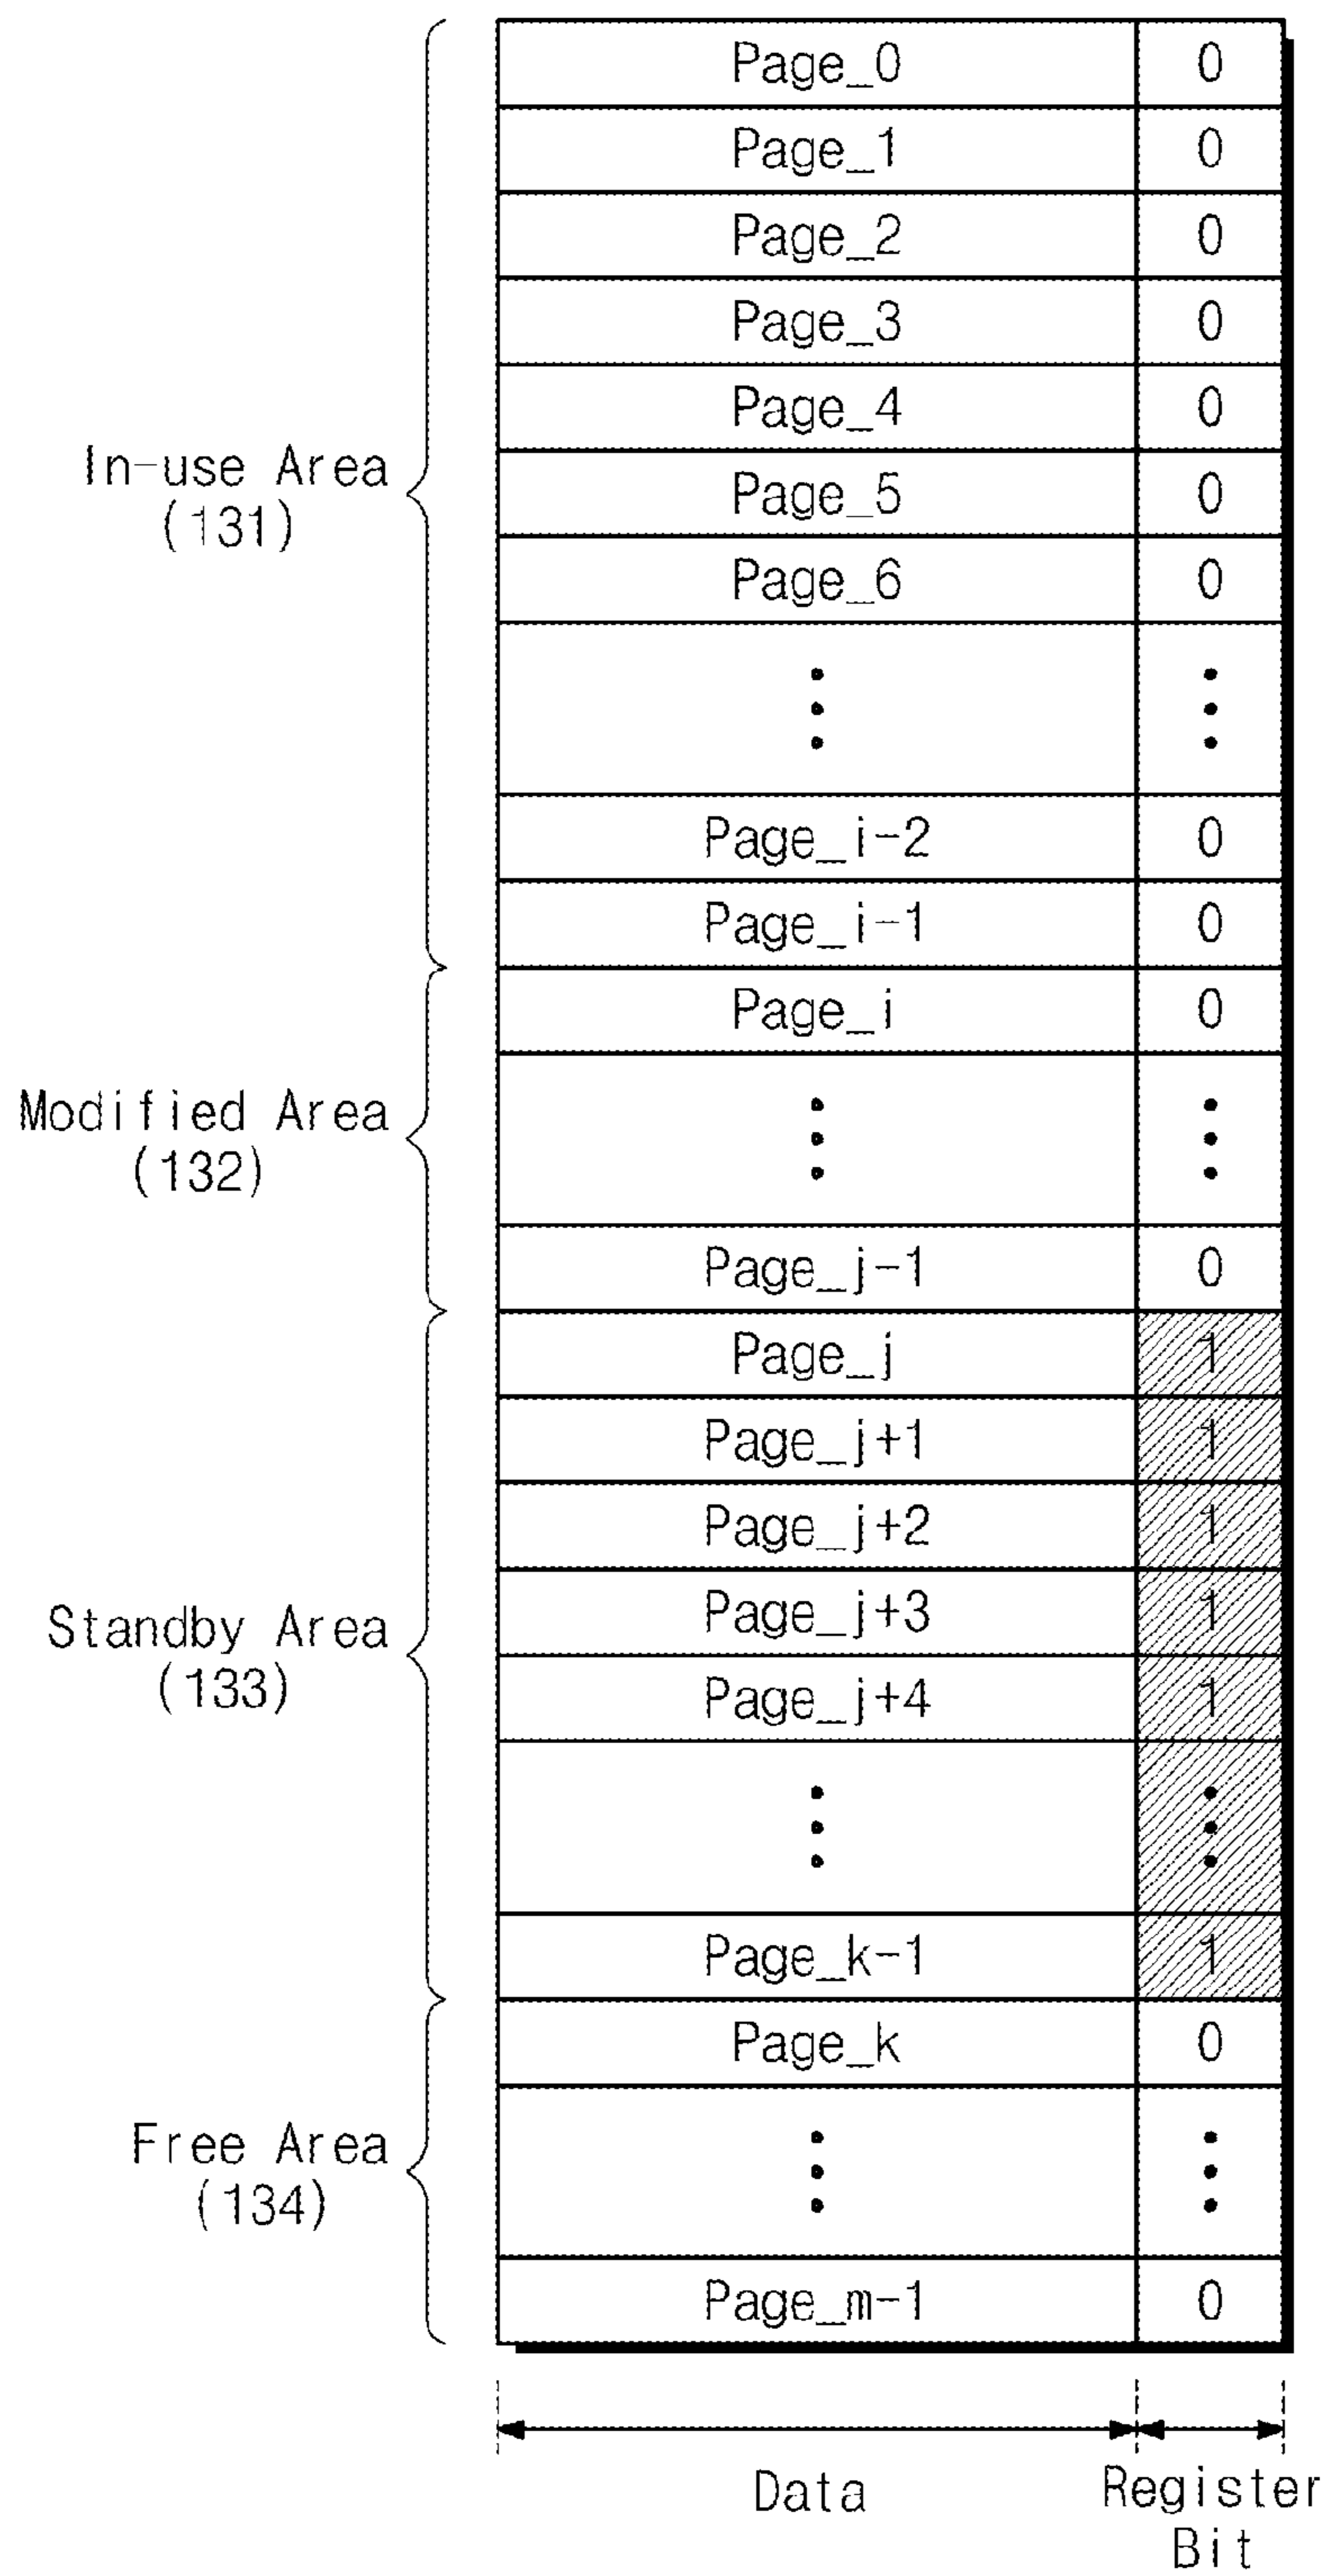 Page_0 0
Page_1 0
Page_2 0
Page_3 0
Page_4 0
In-use Area
(131)
Page_5 0
Page_6 0
Page_i-2 0
Page_i-1 0
Page_i 0
Modified Area
(132)
Page_j-1 0
Page_j 1
Page_j+1 1
Page_j+2 1
Page_j+3 1
Standby Area
(133)
Page_j+4 1
Page_k-1 1
Page_k 0
Free Area
(134)
Page_m-1 0
Data
Register
Bit